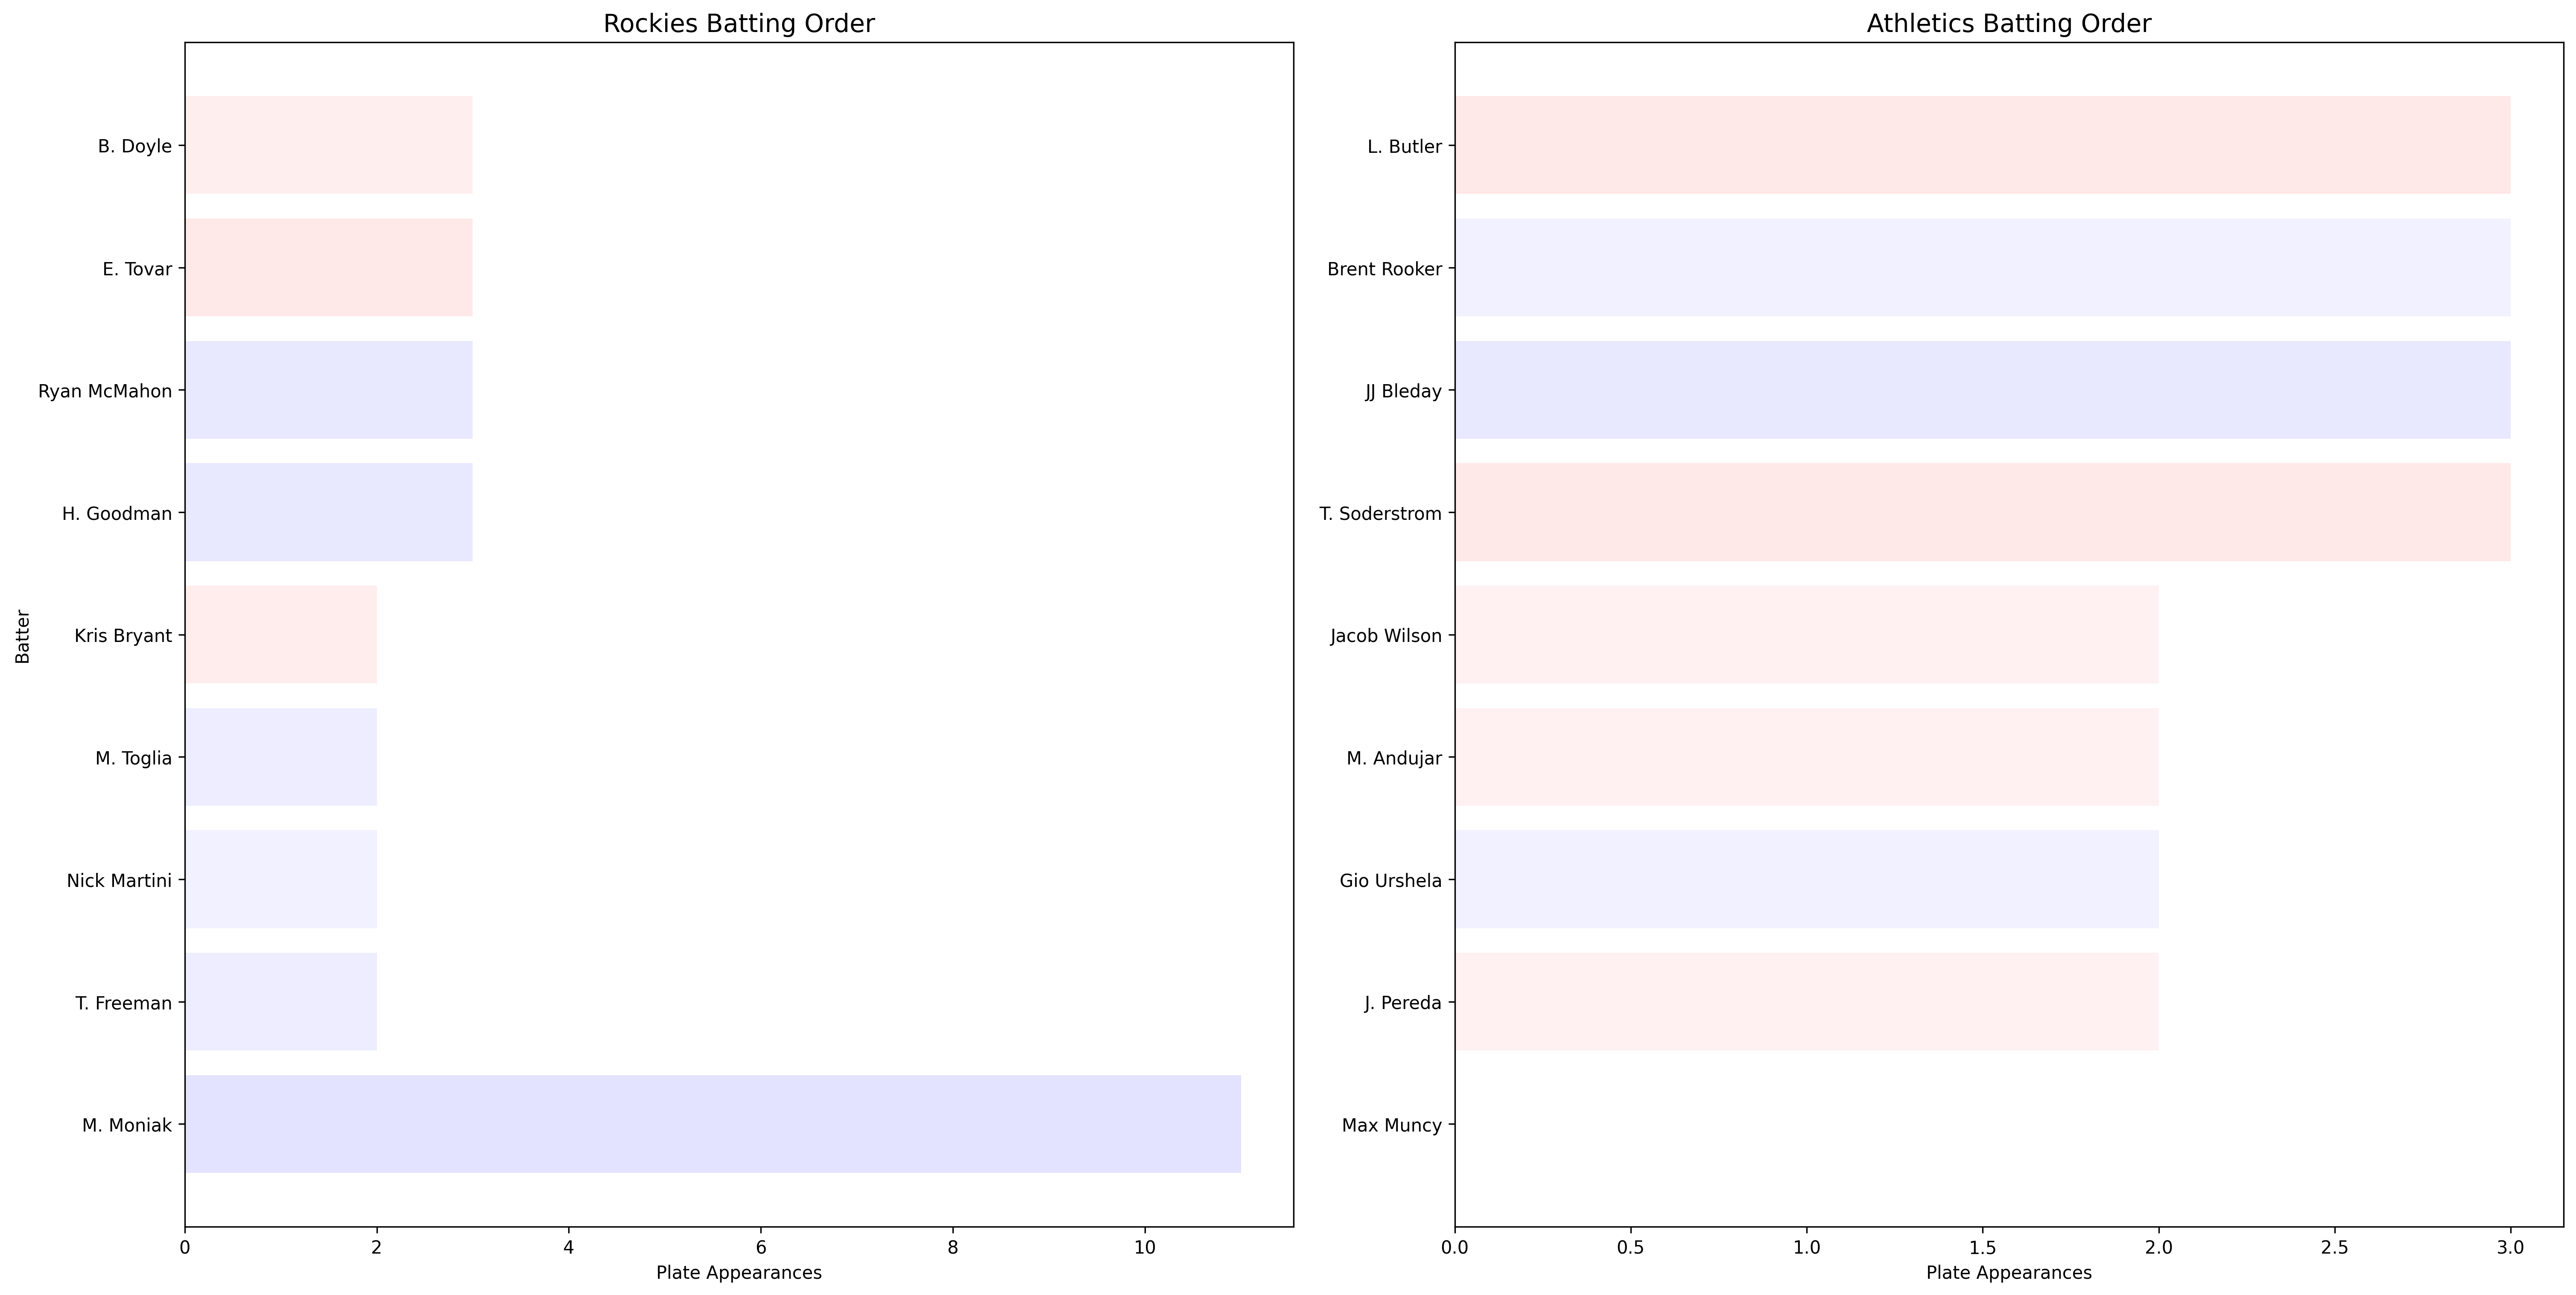 Rockies Batting Order
Batter
B. Doyle
E. Tovar
Ryan McMahon
H. Goodman
Kris Bryant
M. Toglia
Nick Martini
T. Freeman
M. Moniak
0 2 4 6 8 10
Plate Appearances
Athletics Batting Order
L. Butler
Brent Rooker
JJ Bleday
T. Soderstrom
Jacob Wilson
M. Andujar
Gio Urshela
J. Pereda
Max Muncy
0.0 0.5 1.0 1.5 2.0 2.5 3.0
Plate Appearances